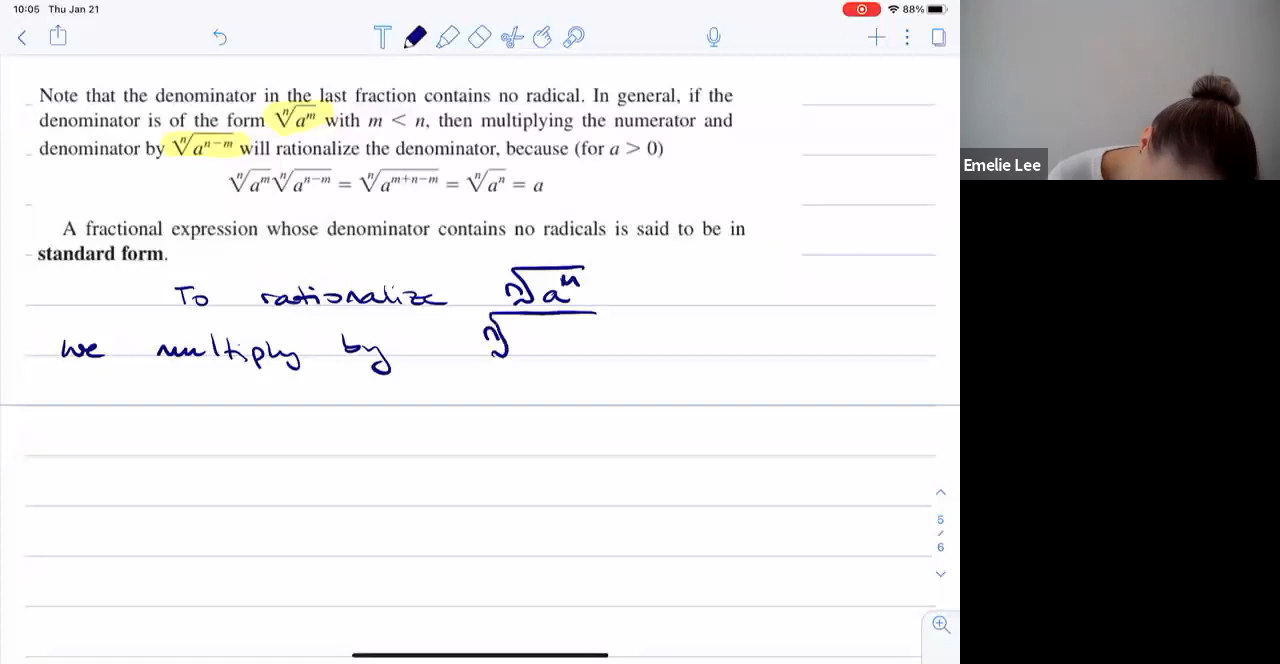 10:05 Thu Jan 21
88%
Note that the denominator in the last fraction contains no radical. In general, if the
denominator is of the form ⁿ√aᵐ with m < n, then multiplying the numerator and
denominator by ⁿ√aⁿ⁻ᵐ will rationalize the denominator, because (for a > 0)
ⁿ√aᵐ ⁿ√aⁿ⁻ᵐ = ⁿ√aᵐ⁺ⁿ⁻ᵐ = ⁿ√aⁿ = a
A fractional expression whose denominator contains no radicals is said to be in
standard form.
To rationalize ⁿ√aᵐ
we multiply by ⁿ√
Emelie Lee
5
/
6